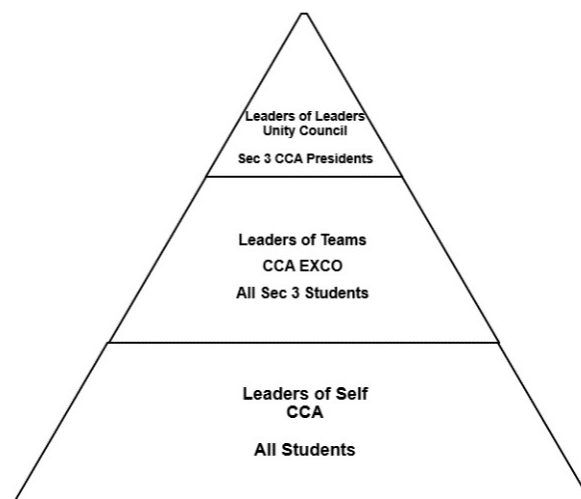 Leaders of Leaders
Unity Council
Sec 3 CCA Presidents
Leaders of Teams
CCA EXCO
All Sec 3 Students
Leaders of Self
CCA
All Students